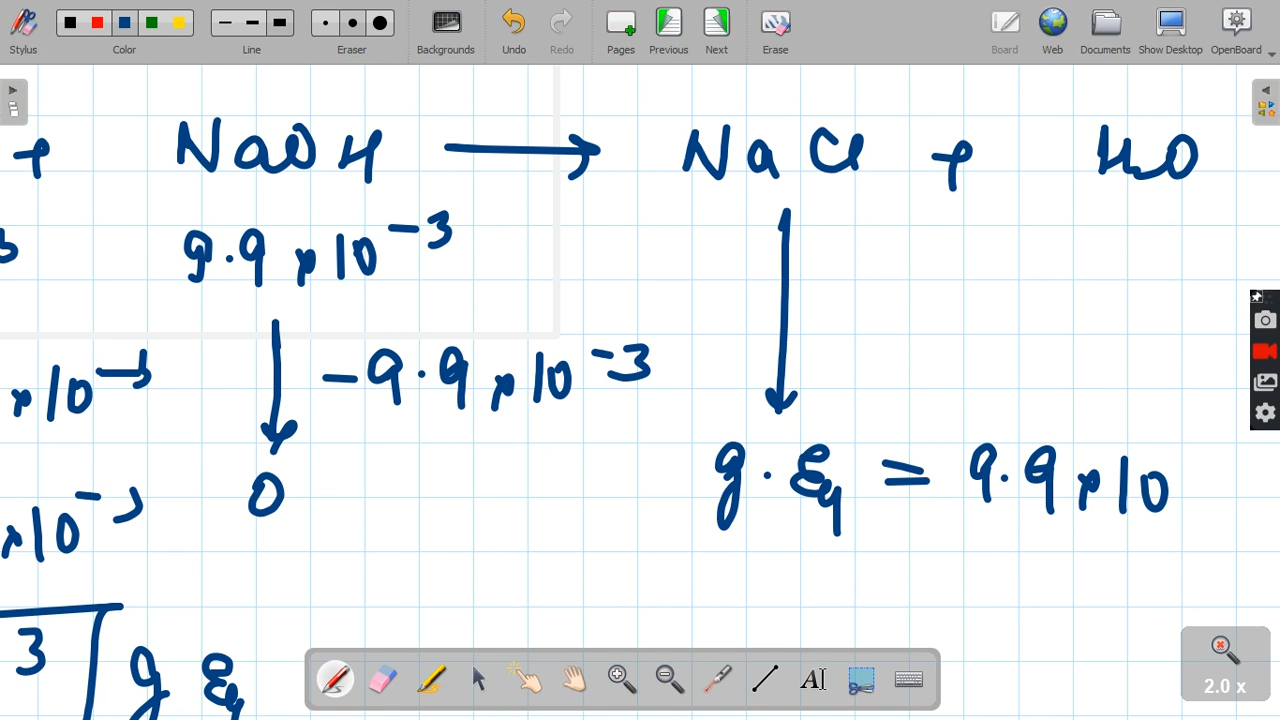 Stylus Color Line Eraser Backgrounds Undo Redo Pages Previous Next Erase Board Web Documents Show Desktop OpenBoard
+ NaOH → NaCl + H2O
9.9 × 10 −3
× 10 −3 −9.9 × 10 −3
× 10 −3 0 g. Eq = 9.9 × 10
3 g Eq
2.0 x